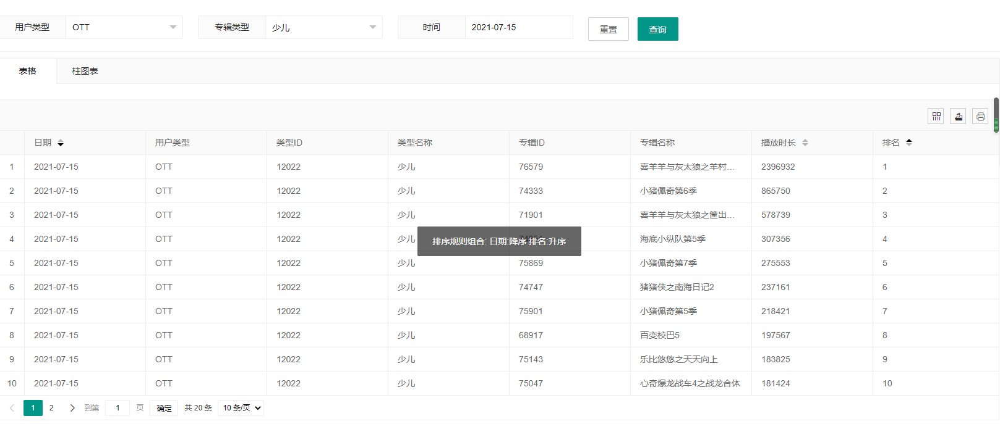 用户类型 OTT 专辑类型 少儿 时间 2021-07-15 重置 查询
表格 柱图表
日期 用户类型 类型ID 类型名称 专辑ID 专辑名称 播放时长 排名
1 2021-07-15 OTT 12022 少儿 76579 喜羊羊与灰太狼之羊村... 2396932 1
2 2021-07-15 OTT 12022 少儿 74333 小猪佩奇第6季 865750 2
3 2021-07-15 OTT 12022 少儿 71901 喜羊羊与灰太狼之筐出... 578739 3
4 2021-07-15 OTT 12022 少儿 海底小纵队第5季 307356 4
排序规则组合: 日期:降序 排名:升序
5 2021-07-15 OTT 12022 少儿 75869 小猪佩奇第7季 275553 5
6 2021-07-15 OTT 12022 少儿 74747 猪猪侠之南海日记2 237161 6
7 2021-07-15 OTT 12022 少儿 75901 小猪佩奇第5季 218421 7
8 2021-07-15 OTT 12022 少儿 68917 百变校巴5 197567 8
9 2021-07-15 OTT 12022 少儿 75143 乐比悠悠之天天向上 183825 9
10 2021-07-15 OTT 12022 少儿 75047 心奇爆龙战车4之战龙合体 181424 10
1 2 到第 1 页 确定 共 20 条 10 条/页